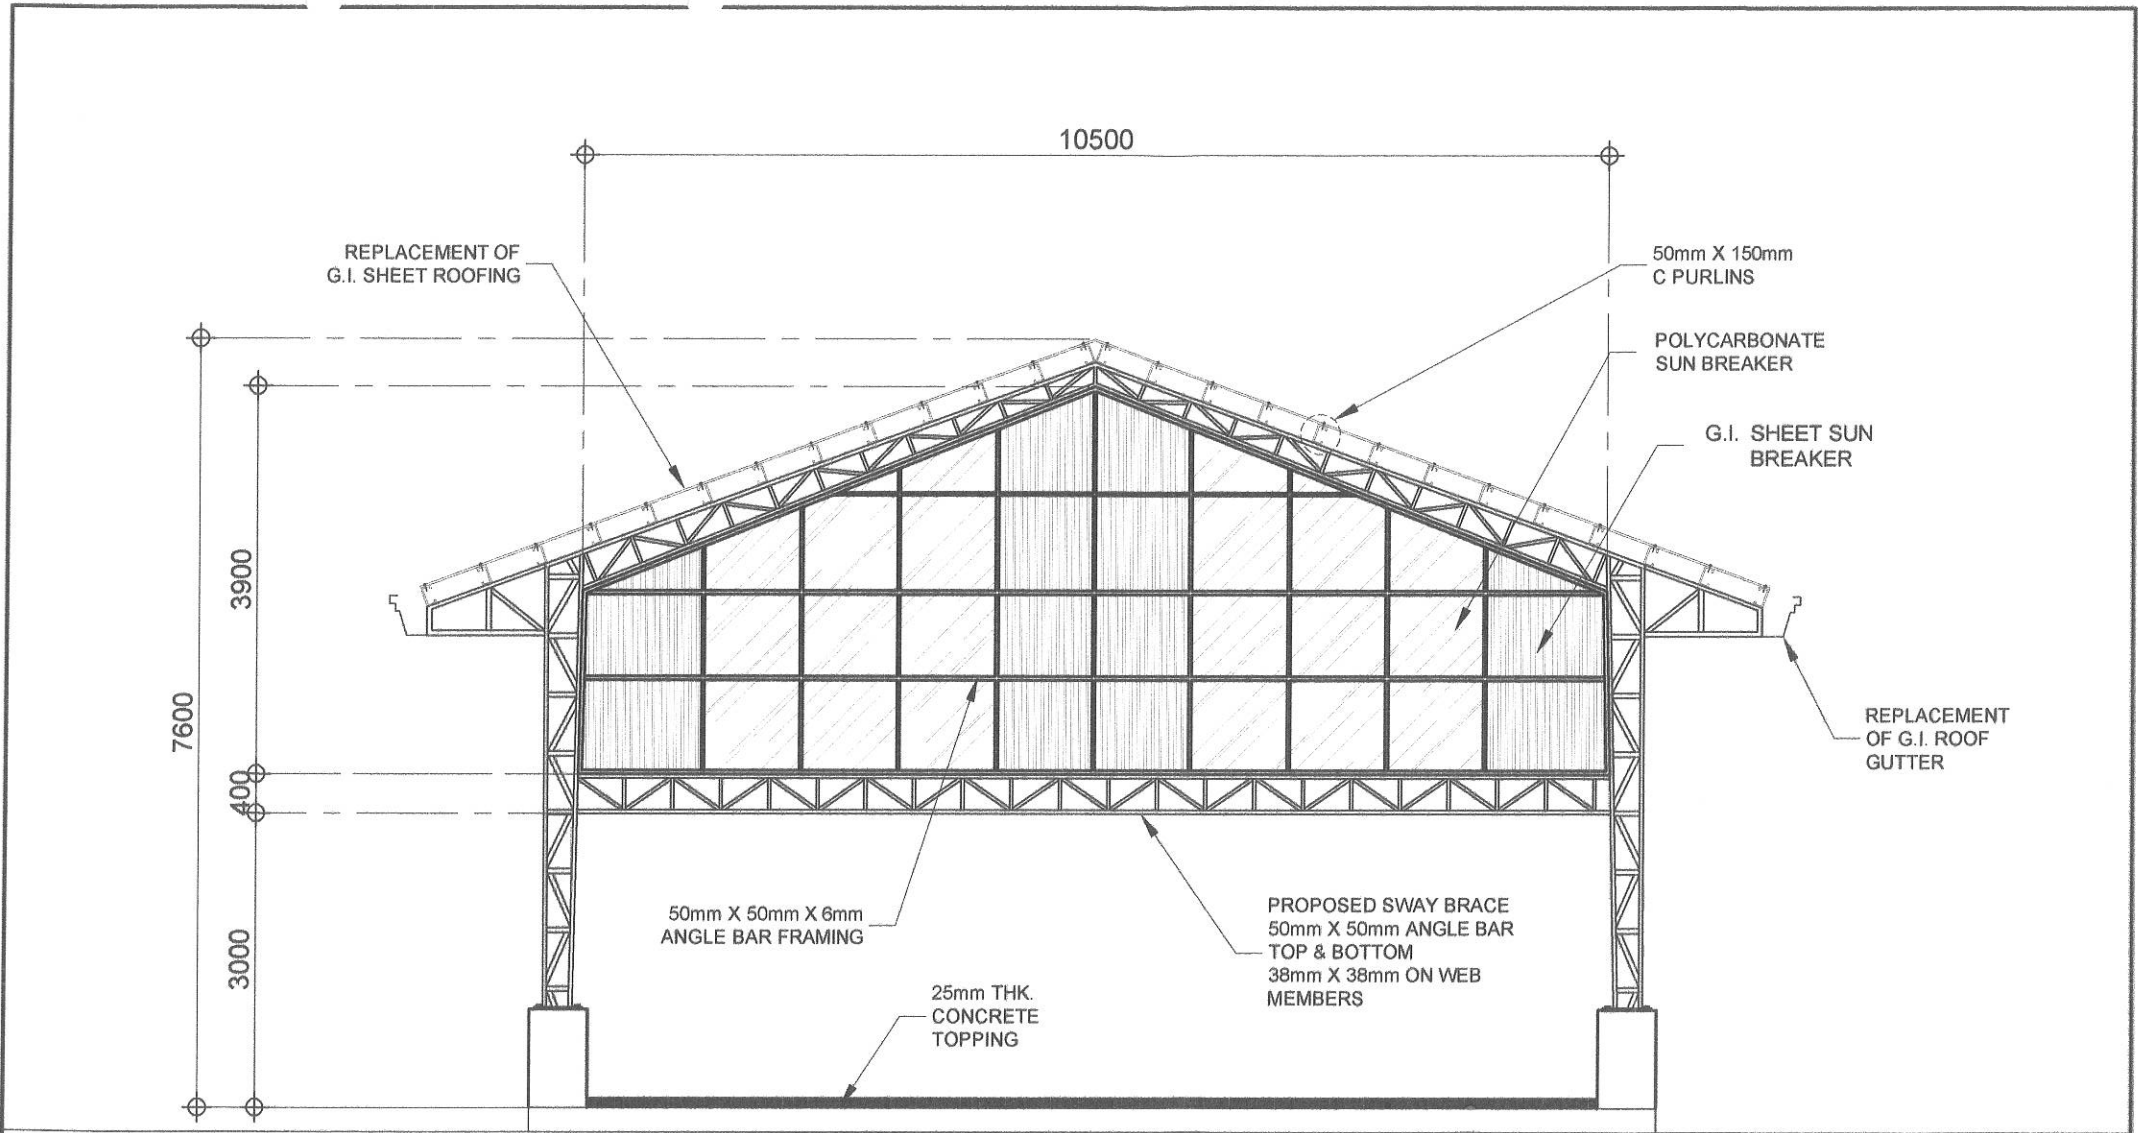 10500
REPLACEMENT OF
G.I. SHEET ROOFING
50mm X 150mm
C PURLINS
POLYCARBONATE
SUN BREAKER
G.I. SHEET SUN
BREAKER
3900
7600
400
3000
REPLACEMENT
OF G.I. ROOF
GUTTER
50mm X 50mm X 6mm
ANGLE BAR FRAMING
PROPOSED SWAY BRACE
50mm X 50mm ANGLE BAR
TOP & BOTTOM
38mm X 38mm ON WEB
MEMBERS
25mm THK.
CONCRETE
TOPPING